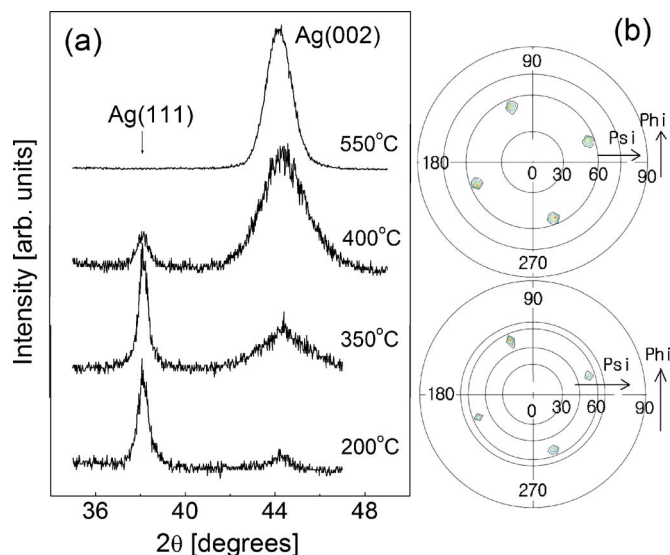 (a)
Ag(002)
Ag(111)
550°C
400°C
350°C
200°C
Intensity [arb. units]
36 40 44 48
2θ [degrees]
(b)
90
Phi
Psi
180
0 30 60 90
270
90
Phi
Psi
180
0 30 60 90
270